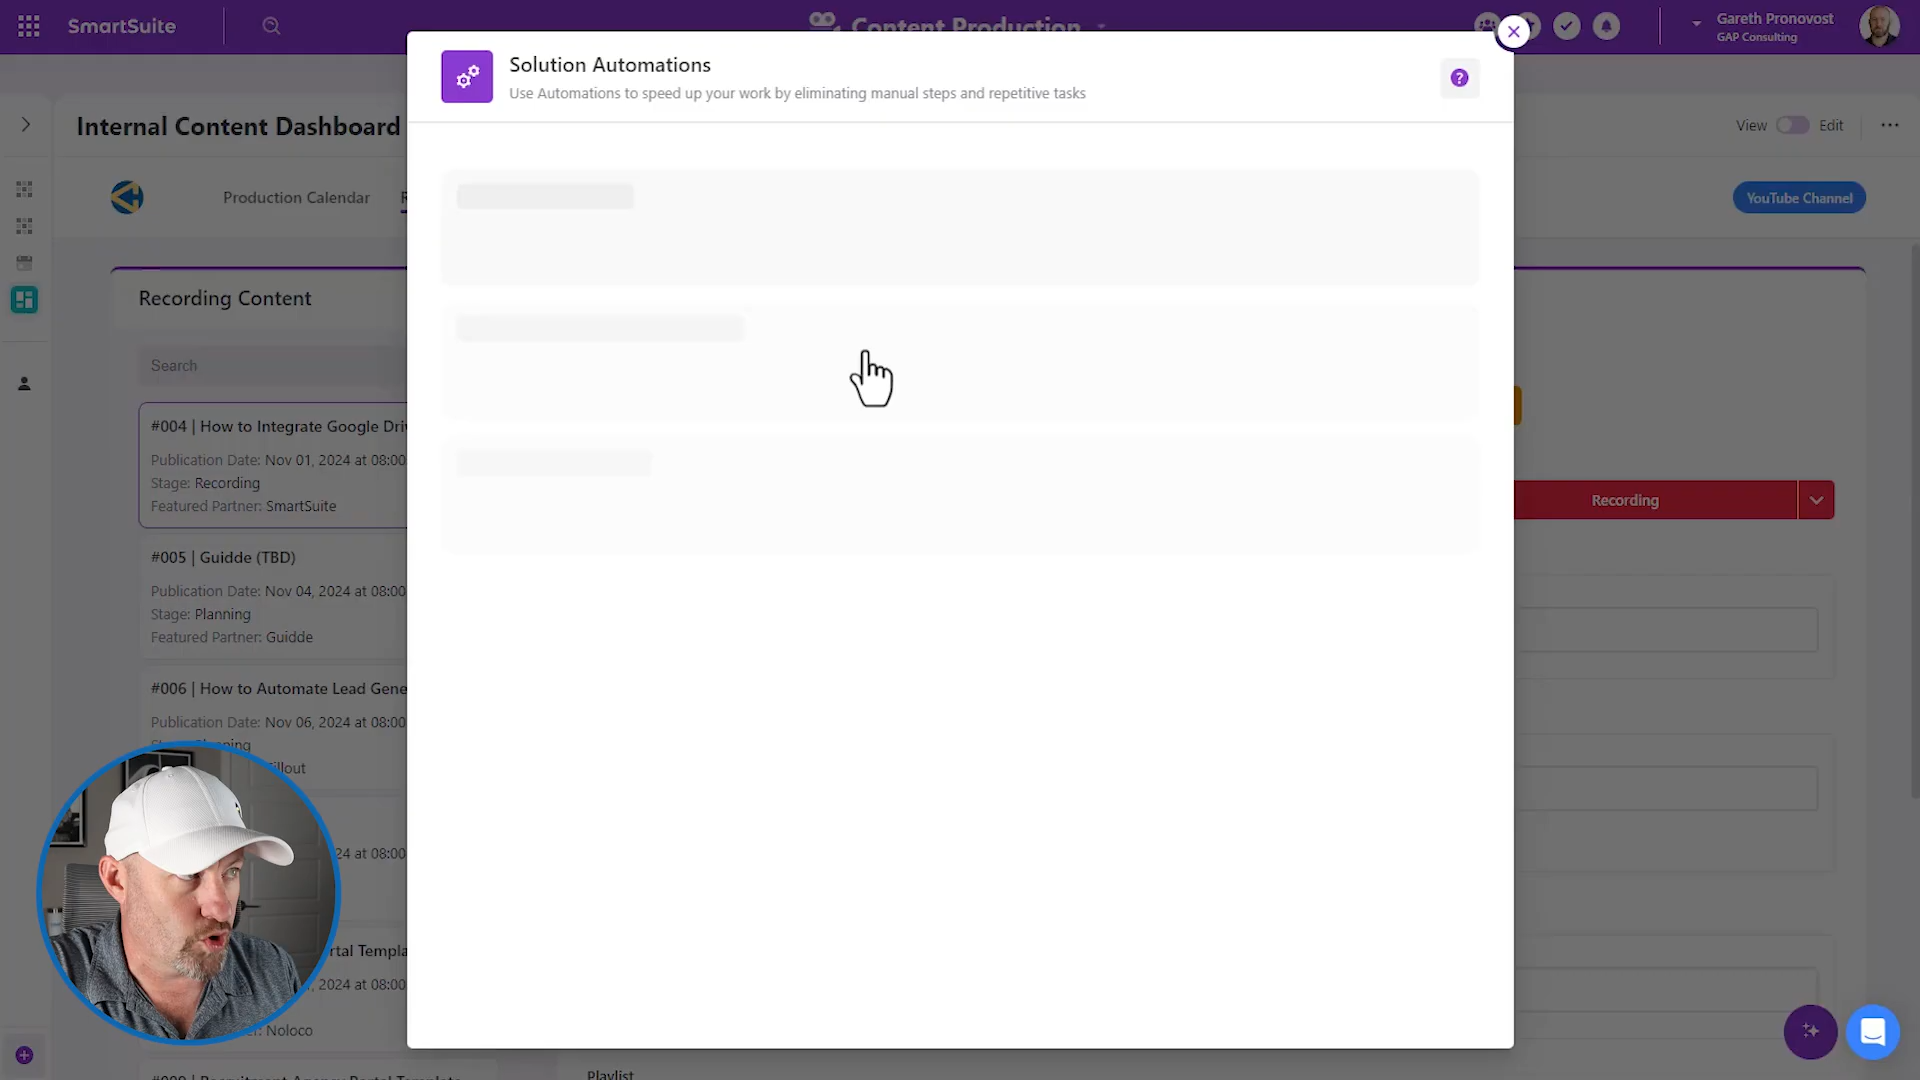 SmartSuite
Content Production
Gareth Pronovost
GAP Consulting
Solution Automations
Use Automations to speed up your work by eliminating manual steps and repetitive tasks
?
Internal Content Dashboard
View Edit
Production Calendar
YouTube Channel
Recording Content
Search
#004 | How to Integrate Google
Publication Date: Nov 01, 2024 at 08:00
Stage: Recording
Featured Partner: SmartSuite
Recording
#005 | Guidde (TBD)
Publication Date: Nov 04, 2024 at 08:00
Stage: Planning
Featured Partner: Guidde
#006 | How to Automate Lead
Publication Date: Nov 06, 2024 at 08:00
24 at 08:00
, 2024 at 08:00
Noloco
Playlist